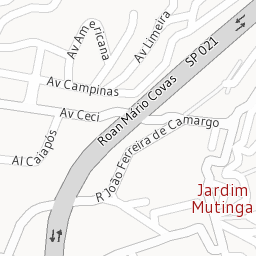 Av Americana
Av Limeira
SP 021
Av Campinas
Roan Mário Covas
Av Ceci
Al Caiapós
R João Ferreira de Camargo
Jardim
Mutinga